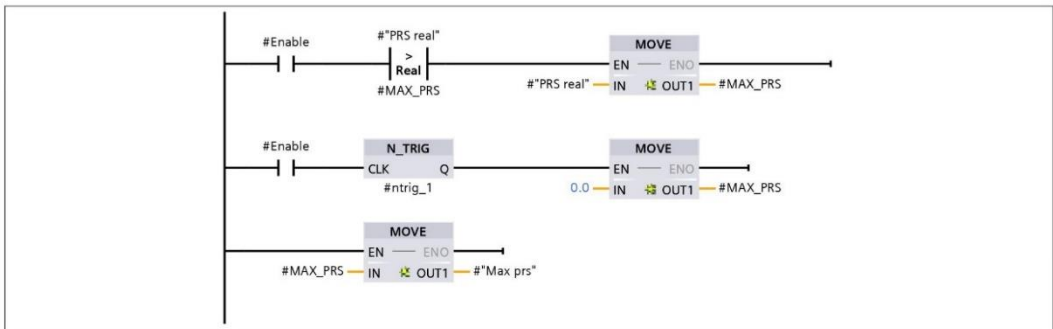 #Enable
#"PRS real"
>
Real
#MAX_PRS
MOVE
EN ENO
#"PRS real" IN OUT1 #MAX_PRS
#Enable
N_TRIG
CLK Q
#ntrig_1
MOVE
EN ENO
0.0 IN OUT1 #MAX_PRS
MOVE
EN ENO
#MAX_PRS IN OUT1 #"Max prs"